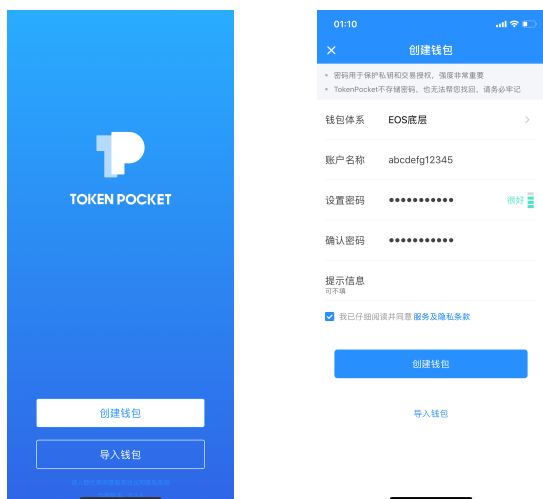 TOKEN POCKET
创建钱包
导入钱包
01:10
创建钱包
密码用于保护私钥和交易授权，强度非常重要
TokenPocket不存储密码，也无法帮您找回，请务必牢记
钱包体系 EOS底层
账户名称 abcdefg12345
设置密码 ●●●●●●●●●●● 很好
确认密码 ●●●●●●●●●●●
提示信息
可不填
我已仔细阅读并同意 服务及隐私条款
创建钱包
导入钱包